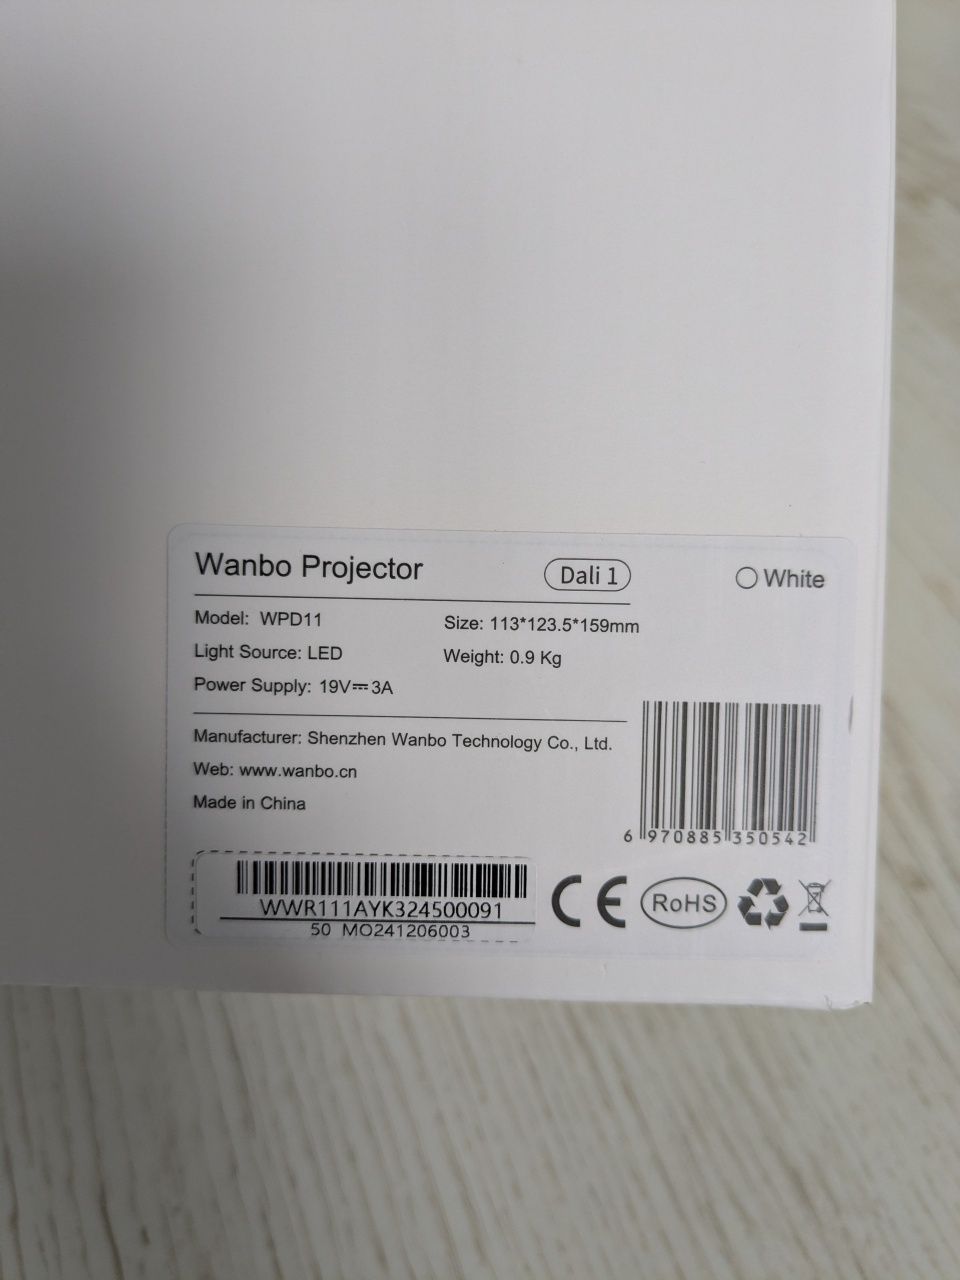 Wanbo Projector
Dali 1
White
Model: WPD11
Size: 113*123.5*159mm
Light Source: LED
Weight: 0.9 Kg
Power Supply: 19V⎓3A
Manufacturer: Shenzhen Wanbo Technology Co., Ltd.
Web: www.wanbo.cn
Made in China
6 970885 350542
WWR111AYK324500091
50 MO241206003
CE
RoHS